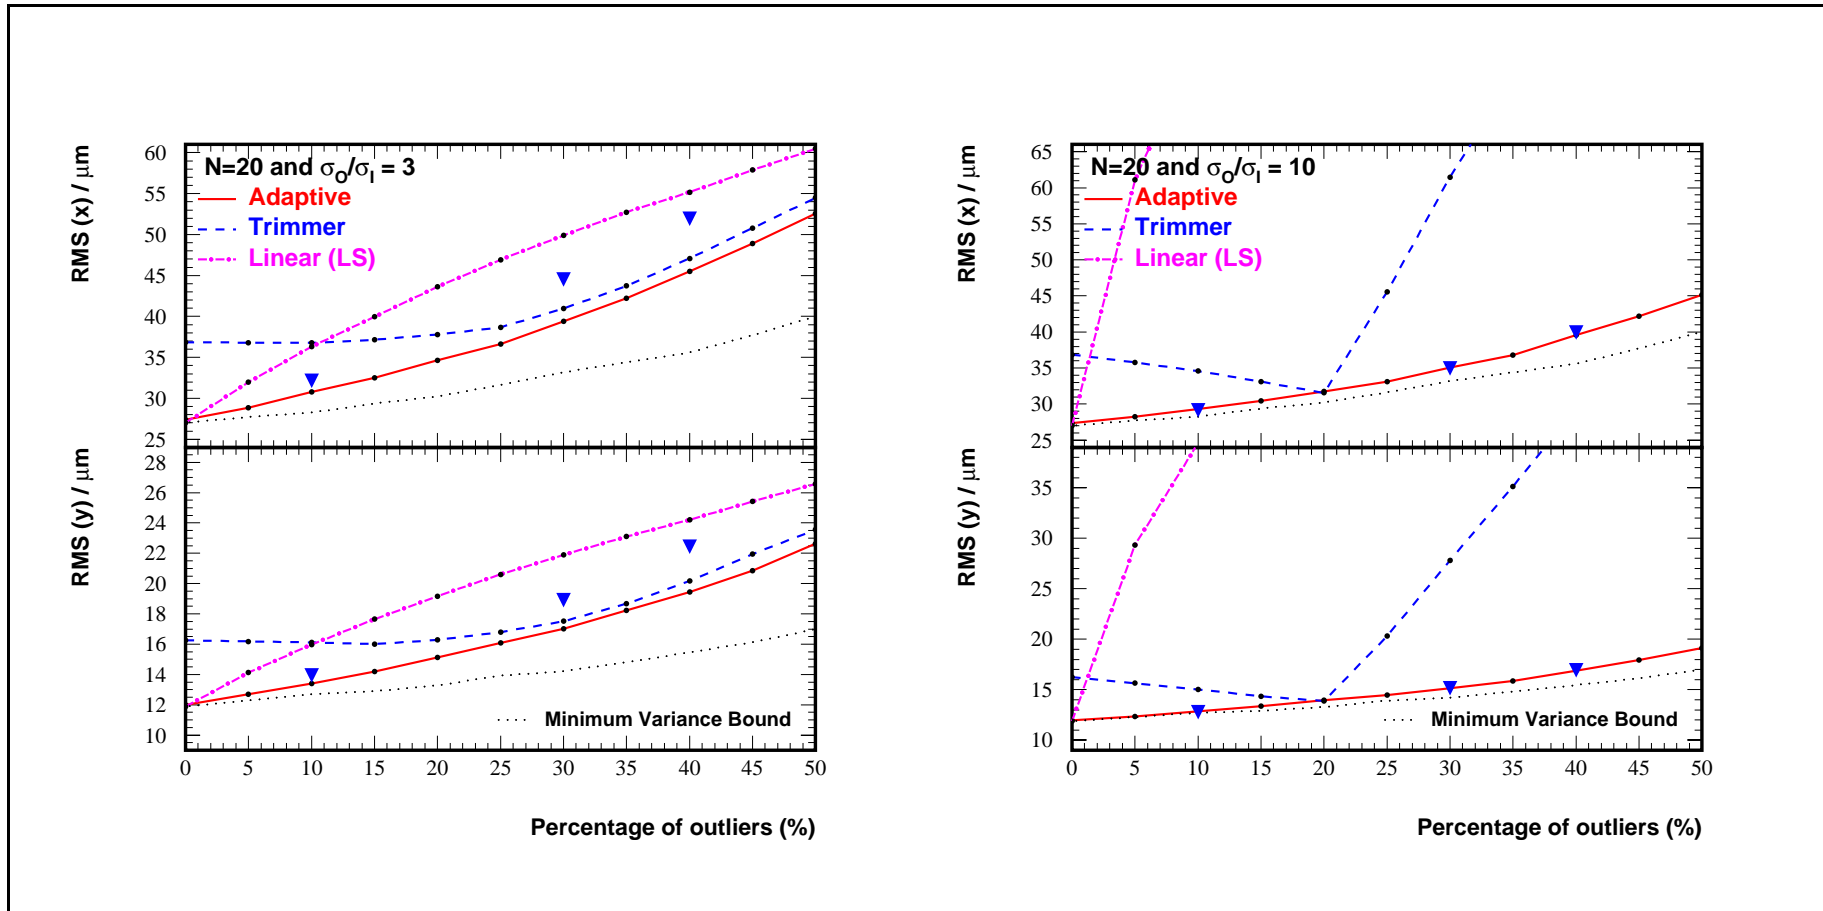 RMS (x) / μm
60
55
50
45
40
35
30
25
N=20 and σO/σI = 3
Adaptive
Trimmer
Linear (LS)
RMS (y) / μm
28
26
24
22
20
18
16
14
12
10
Minimum Variance Bound
0 5 10 15 20 25 30 35 40 45 50
Percentage of outliers (%)
RMS (x) / μm
65
60
55
50
45
40
35
30
25
N=20 and σO/σI = 10
Adaptive
Trimmer
Linear (LS)
RMS (y) / μm
35
30
25
20
15
10
Minimum Variance Bound
0 5 10 15 20 25 30 35 40 45 50
Percentage of outliers (%)